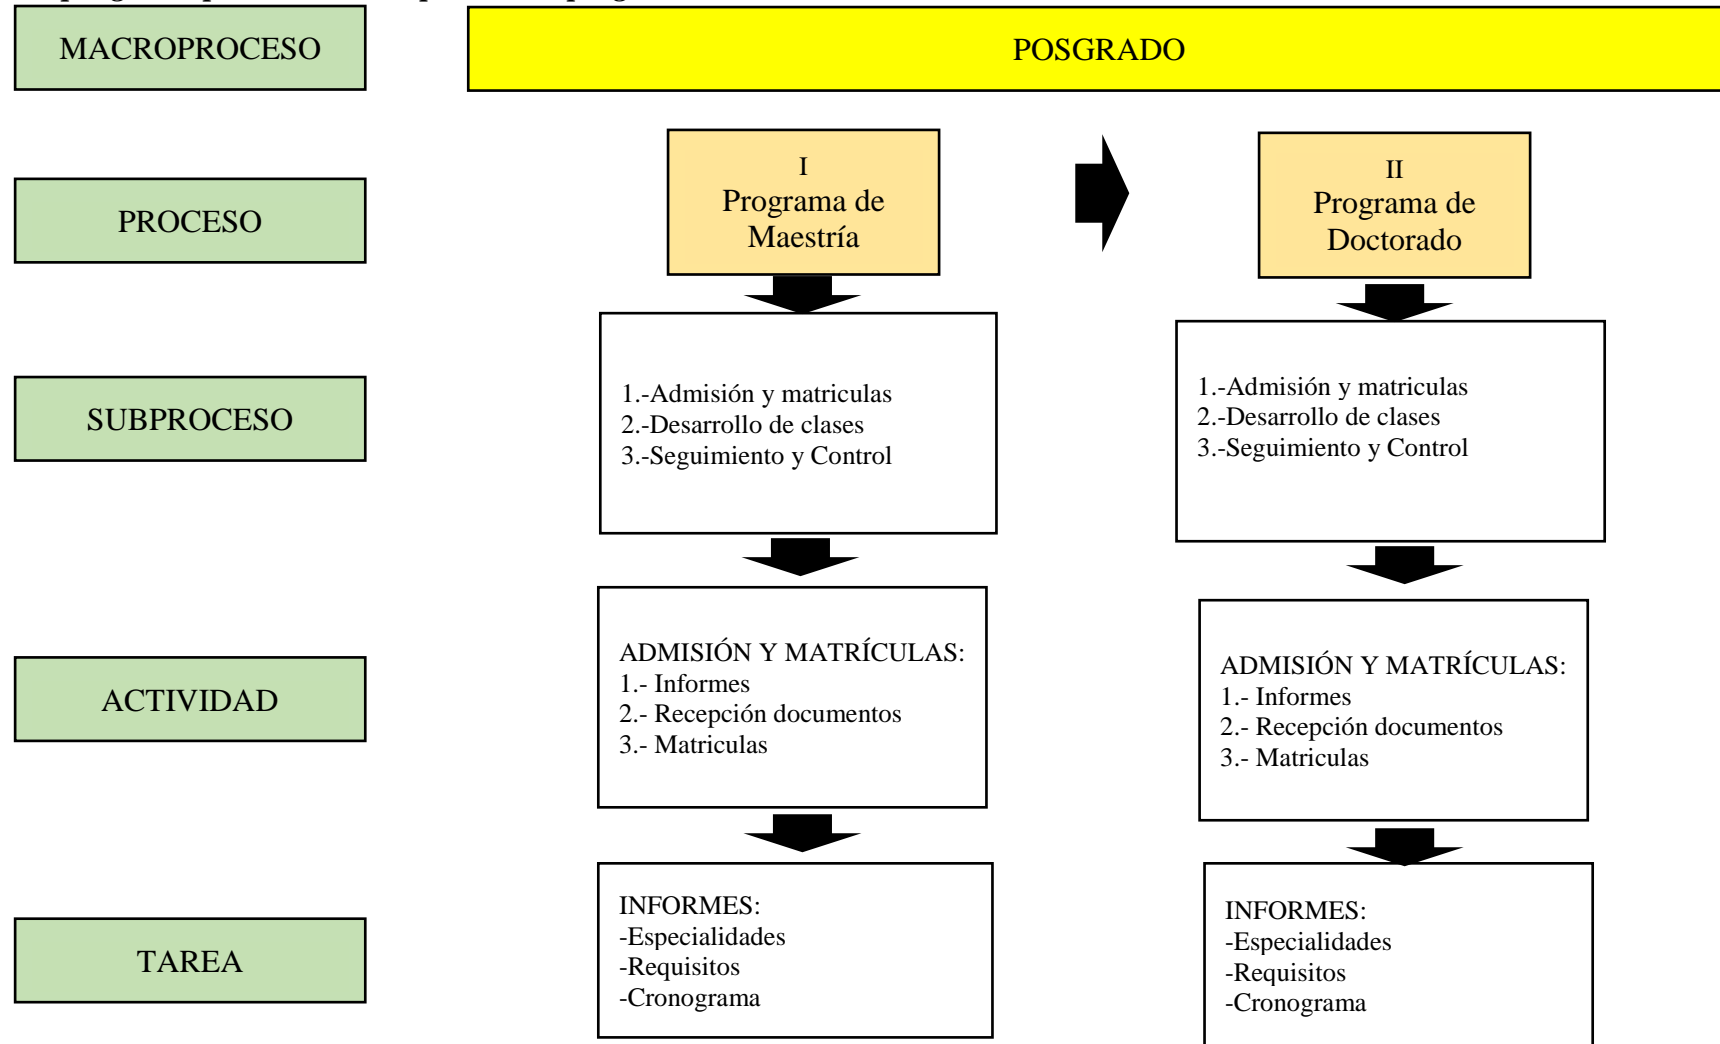 MACROPROCESO
POSGRADO
PROCESO
I
Programa de
Maestría
II
Programa de
Doctorado
SUBPROCESO
1.-Admisión y matriculas
2.-Desarrollo de clases
3.-Seguimiento y Control
1.-Admisión y matriculas
2.-Desarrollo de clases
3.-Seguimiento y Control
ACTIVIDAD
ADMISIÓN Y MATRÍCULAS:
1.- Informes
2.- Recepción documentos
3.- Matriculas
ADMISIÓN Y MATRÍCULAS:
1.- Informes
2.- Recepción documentos
3.- Matriculas
TAREA
INFORMES:
-Especialidades
-Requisitos
-Cronograma
INFORMES:
-Especialidades
-Requisitos
-Cronograma